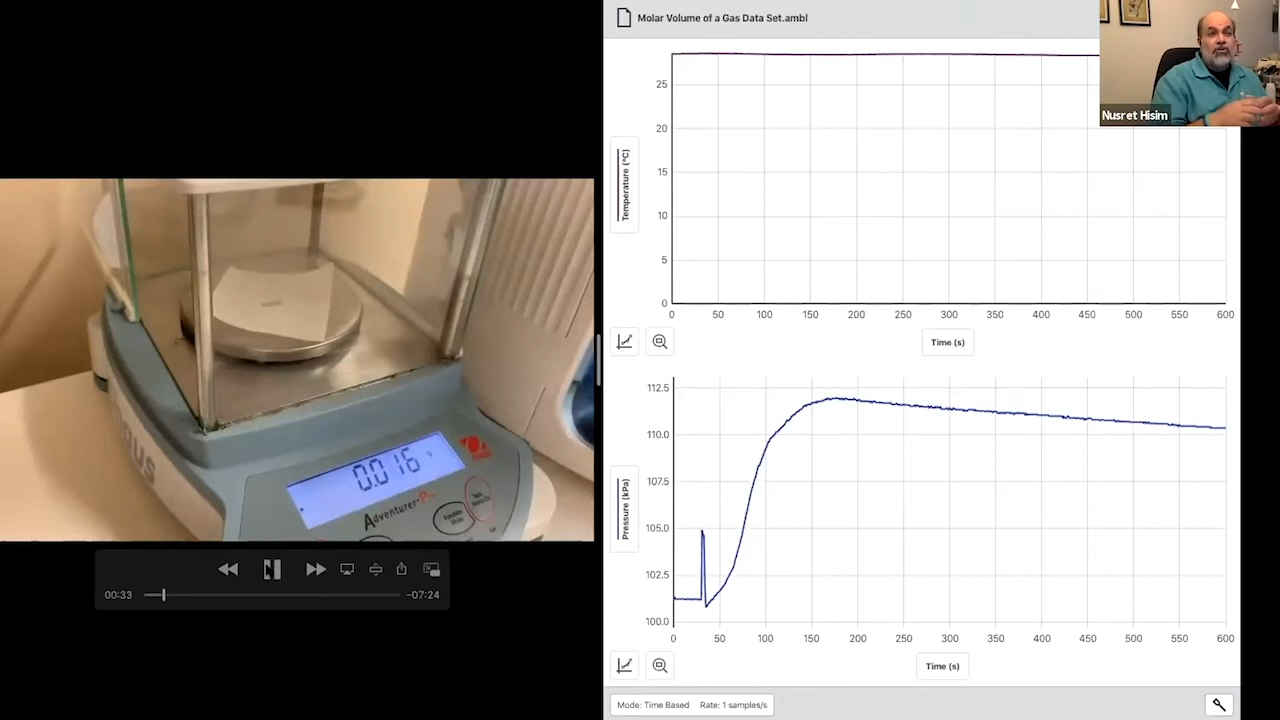 Molar Volume of a Gas Data Set.ambl
Nusret Hisim
25
20
15
10
5
0
Temperature (°C)
0 50 100 150 200 250 300 350 400 450 500 550 600
Time (s)
112.5
110.0
107.5
105.0
102.5
100.0
Pressure (kPa)
0 50 100 150 200 250 300 350 400 450 500 550 600
Time (s)
Mode: Time Based Rate: 1 samples/s
0.016
Adventurer Pro
00:33
-07:24